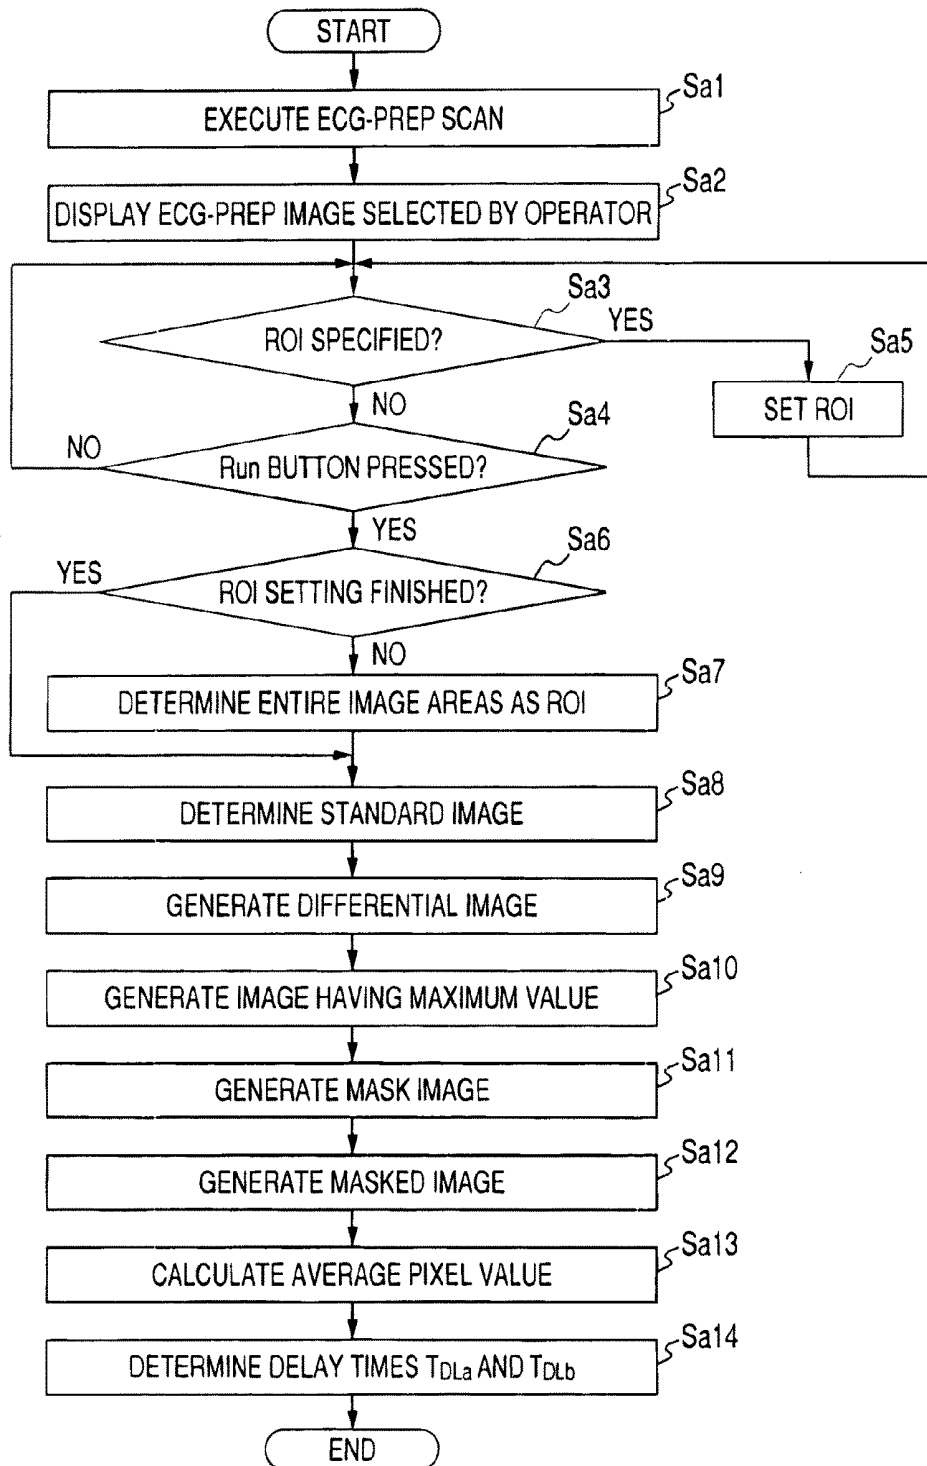 START
Sa1
EXECUTE ECG-PREP SCAN
Sa2
DISPLAY ECG-PREP IMAGE SELECTED BY OPERATOR
Sa3
ROI SPECIFIED?
YES
Sa5
SET ROI
NO
Sa4
NO
Run BUTTON PRESSED?
YES
Sa6
YES
ROI SETTING FINISHED?
NO
Sa7
DETERMINE ENTIRE IMAGE AREAS AS ROI
Sa8
DETERMINE STANDARD IMAGE
Sa9
GENERATE DIFFERENTIAL IMAGE
Sa10
GENERATE IMAGE HAVING MAXIMUM VALUE
Sa11
GENERATE MASK IMAGE
Sa12
GENERATE MASKED IMAGE
Sa13
CALCULATE AVERAGE PIXEL VALUE
Sa14
DETERMINE DELAY TIMES TDLa AND TDLb
END